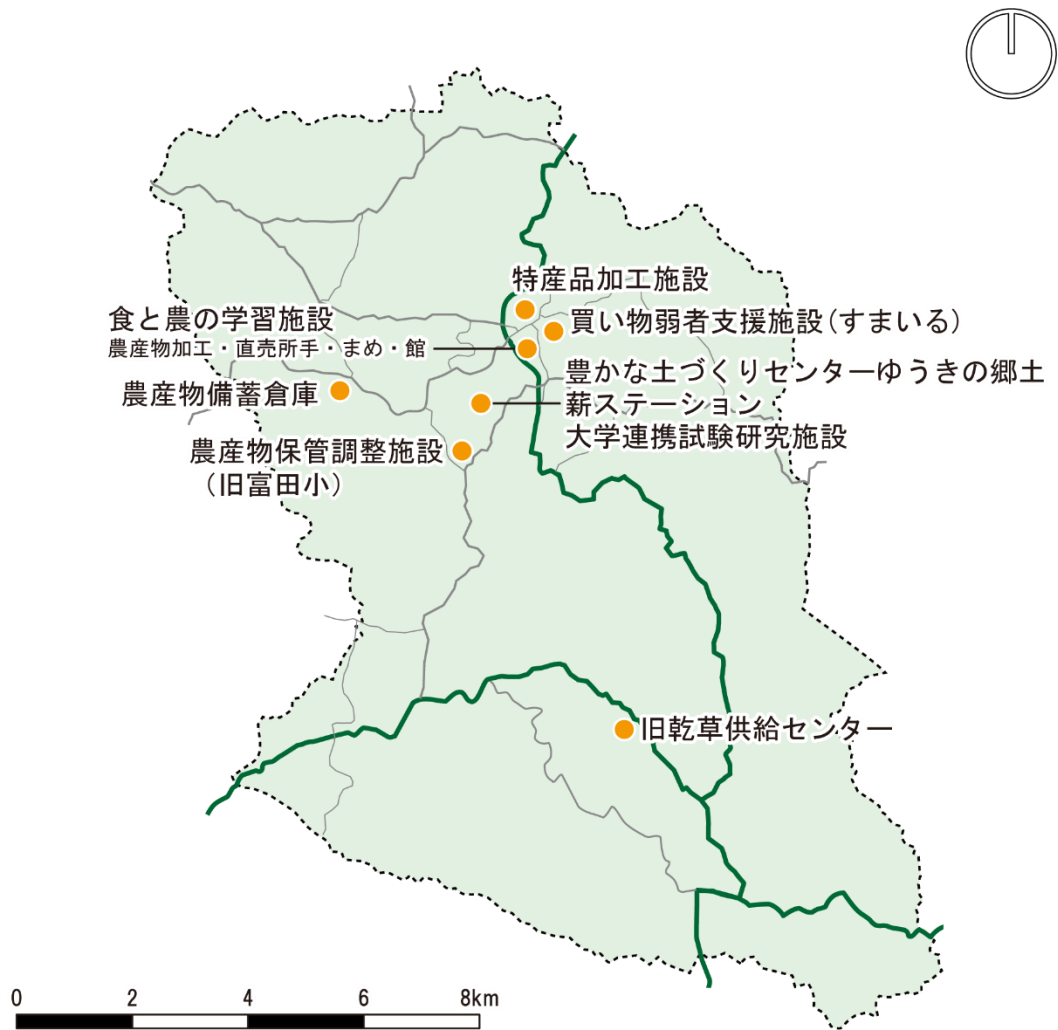 特産品加工施設
買い物弱者支援施設(すまいる)
食と農の学習施設
農産物加工・直売所手・まめ・館
豊かな土づくりセンターゆうきの郷土
薪ステーション
大学連携試験研究施設
農産物備蓄倉庫
農産物保管調整施設
(旧富田小)
旧乾草供給センター
0 2 4 6 8km